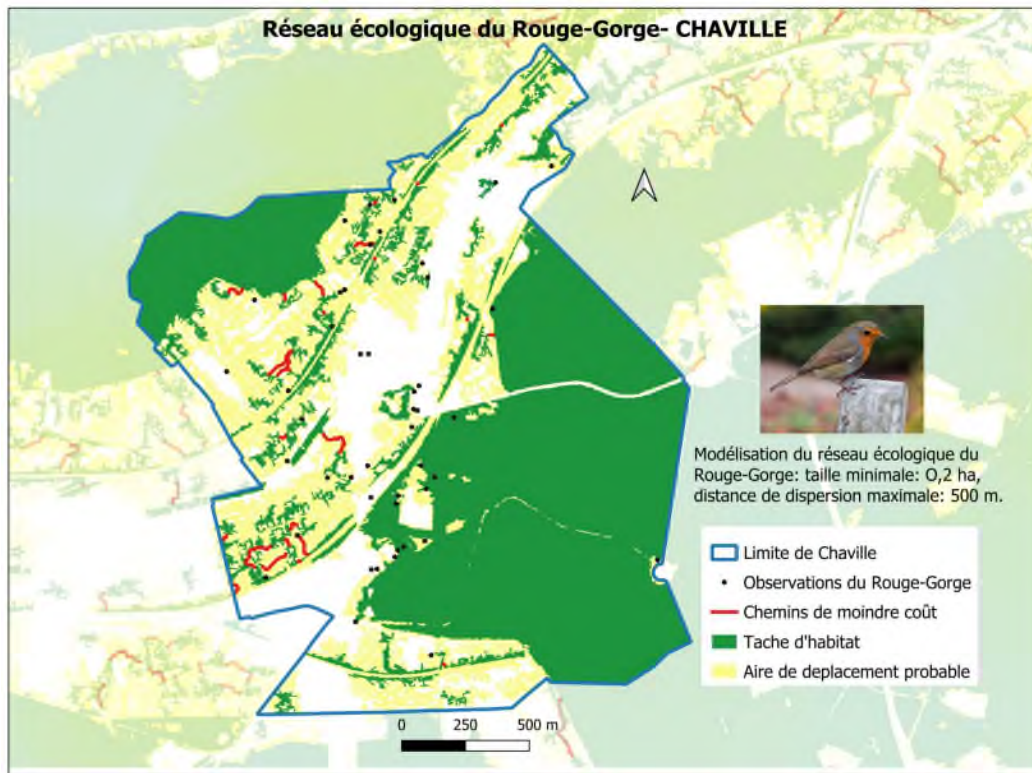 Réseau écologique du Rouge-Gorge- CHAVILLE
Modélisation du réseau écologique du
Rouge-Gorge: taille minimale: O,2 ha,
distance de dispersion maximale: 500 m.
Limite de Chaville
Observations du Rouge-Gorge
Chemins de moindre coût
Tache d'habitat
Aire de deplacement probable
0 250 500 m